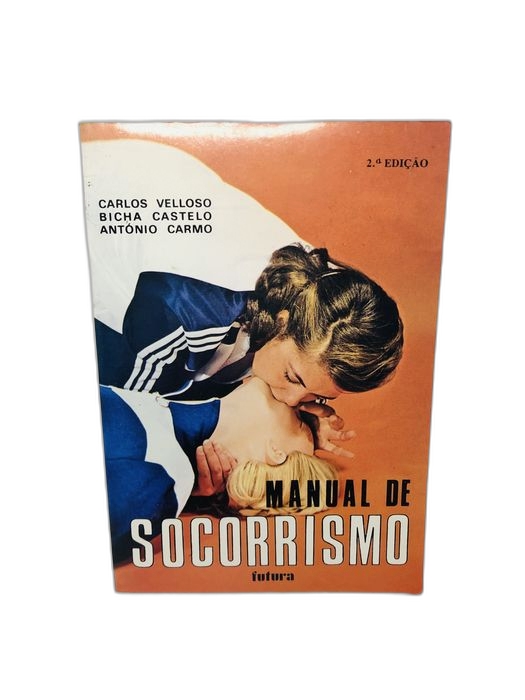 2.ª EDIÇÃO
CARLOS VELLOSO
BICHA CASTELO
ANTÓNIO CARMO
MANUAL DE
SOCORRISMO
futura